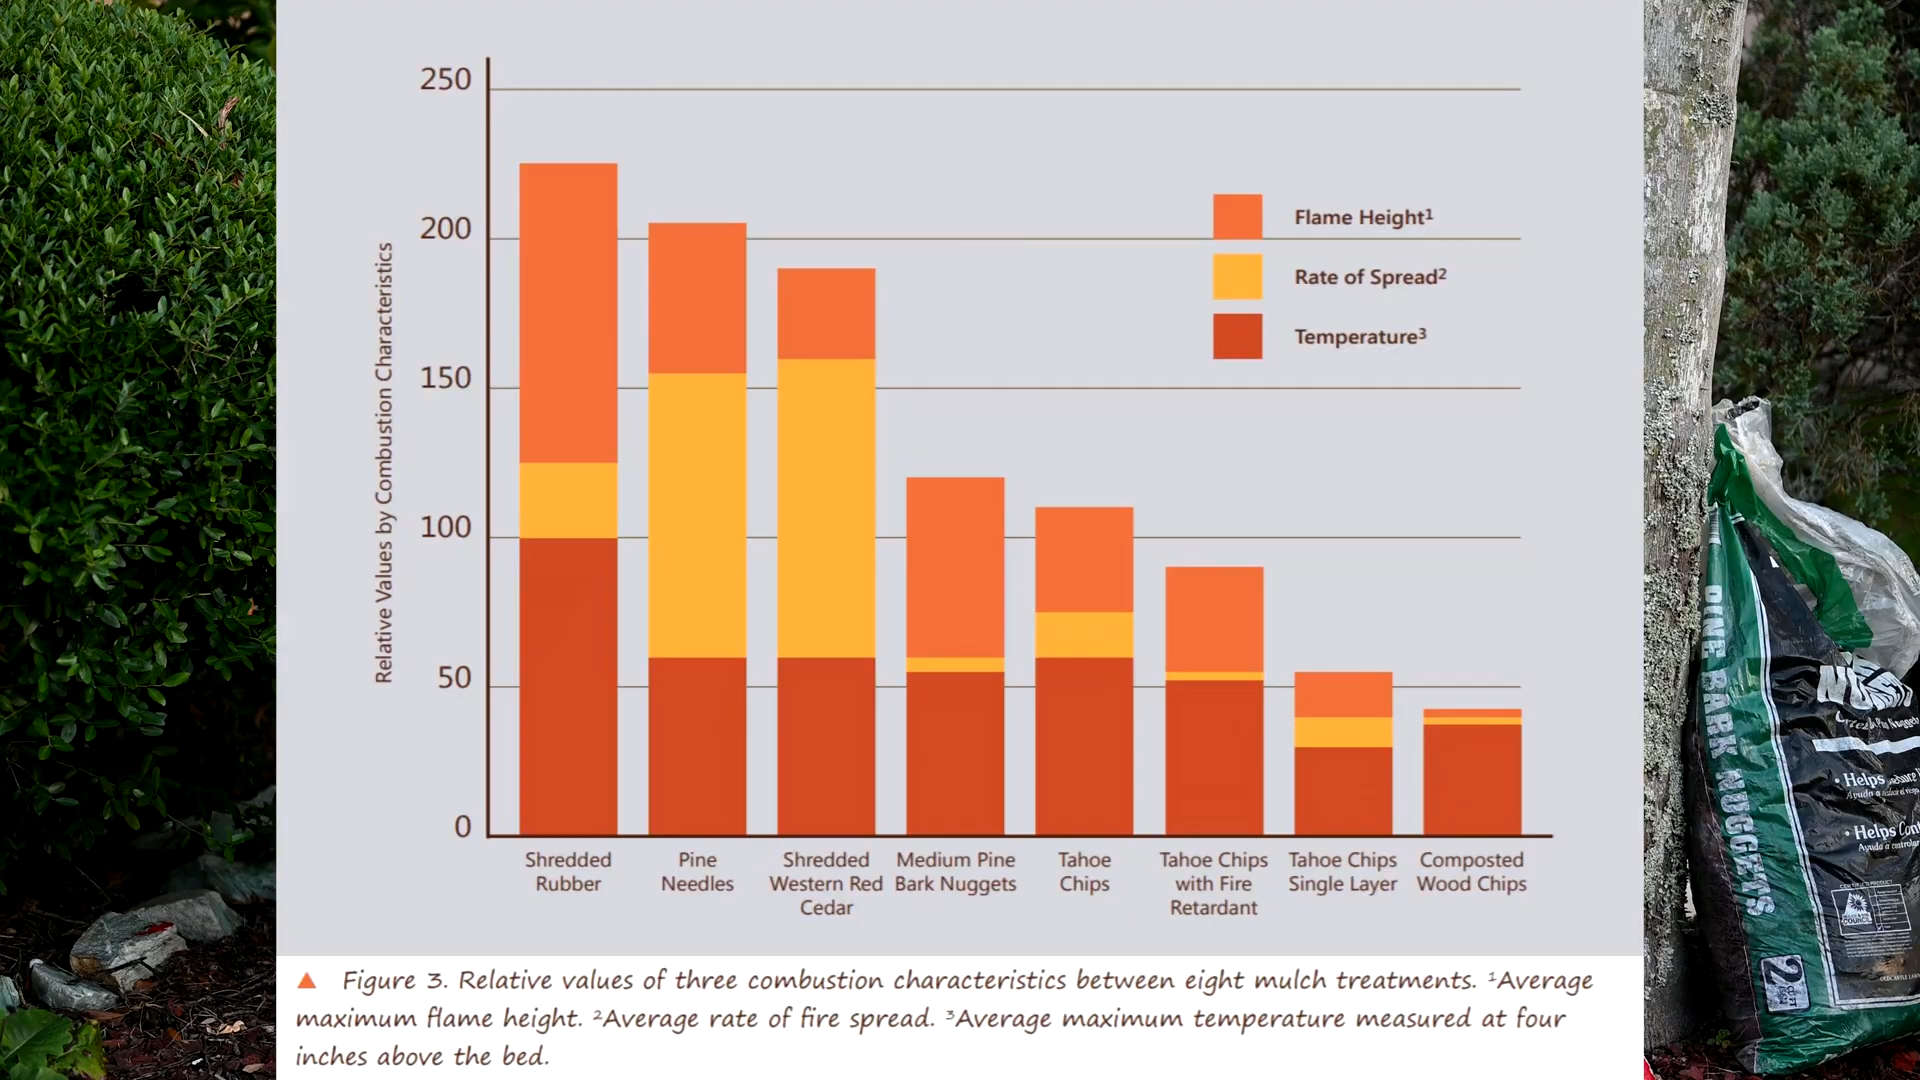 250
200
150
100
50
0
Relative Values by Combustion Characteristics
Flame Height¹
Rate of Spread²
Temperature³
Shredded
Rubber
Pine
Needles
Shredded
Western Red
Cedar
Medium Pine
Bark Nuggets
Tahoe
Chips
Tahoe Chips
with Fire
Retardant
Tahoe Chips
Single Layer
Composted
Wood Chips
▲ Figure 3. Relative values of three combustion characteristics between eight mulch treatments. ¹Average
maximum flame height. ²Average rate of fire spread. ³Average maximum temperature measured at four
inches above the bed.
PINE BARK NUGGETS
• Helps
• Helps Cont
2